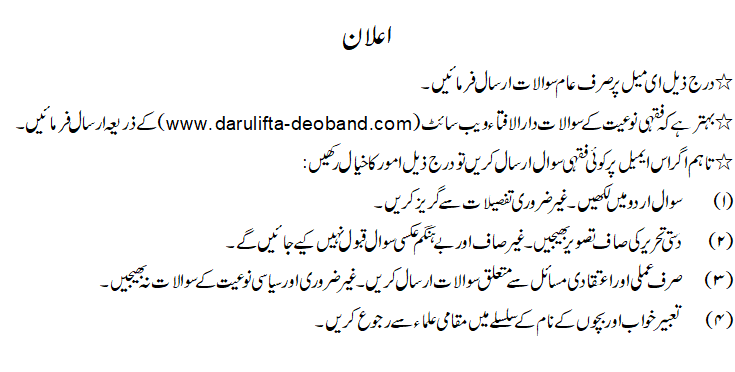 اعلان
☆ درج ذیل ای میل پر صرف عام سوالات ارسال فرمائیں۔
☆ بہتر ہے کہ فقہی نوعیت کے سوالات دارالافتاء ویب سائٹ (www.darulifta-deoband.com) کے ذریعہ ارسال فرمائیں۔
☆ تاہم اگر اس ایمیل پر کوئی فقہی سوال ارسال کریں تو درج ذیل امور کا خیال رکھیں:
(۱) سوال اردو میں لکھیں۔ غیر ضروری تفصیلات سے گریز کریں۔
(۲) دستی تحریر کی صاف تصویر بھیجیں۔ غیر صاف اور بے ہنگم عکسی سوال قبول نہیں کیے جائیں گے۔
(۳) صرف عملی اور اعتقادی مسائل سے متعلق سوالات ارسال کریں۔ غیر ضروری اور سیاسی نوعیت کے سوالات نہ بھیجیں۔
(۴) تعبیر خواب اور بچوں کے نام کے سلسلے میں مقامی علماء سے رجوع کریں۔